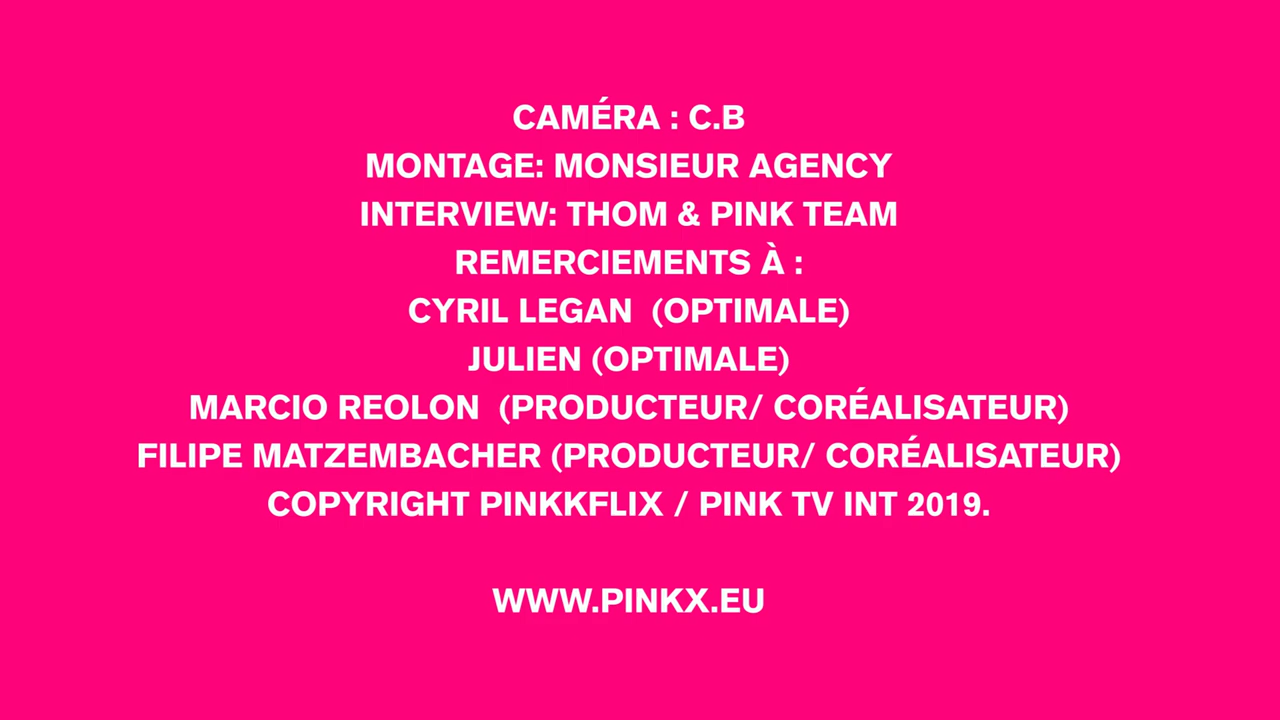 CAMÉRA : C.B
MONTAGE: MONSIEUR AGENCY
INTERVIEW: THOM & PINK TEAM
REMERCIEMENTS À :
CYRIL LEGAN  (OPTIMALE)
JULIEN (OPTIMALE)
MARCIO REOLON  (PRODUCTEUR/ CORÉALISATEUR)
FILIPE MATZEMBACHER (PRODUCTEUR/ CORÉALISATEUR)
COPYRIGHT PINKKFLIX / PINK TV INT 2019.
WWW.PINKX.EU